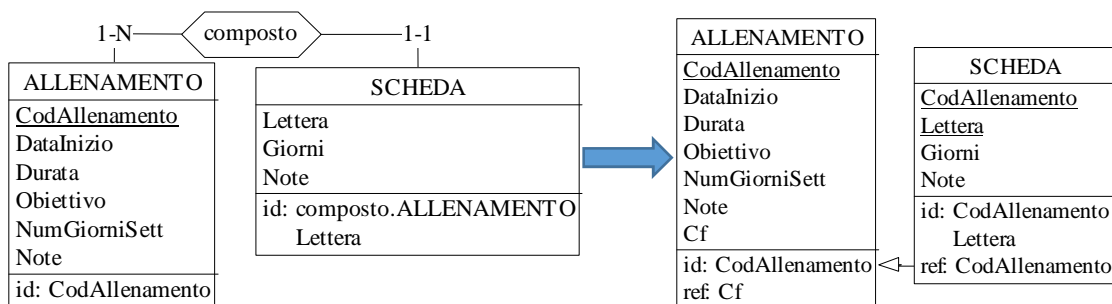 1-N
composto
1-1
ALLENAMENTO
CodAllenamento
DataInizio
Durata
Obiettivo
NumGiorniSett
Note
id: CodAllenamento
SCHEDA
Lettera
Giorni
Note
id: composto.ALLENAMENTO
Lettera
ALLENAMENTO
CodAllenamento
DataInizio
Durata
Obiettivo
NumGiorniSett
Note
Cf
id: CodAllenamento
ref: Cf
SCHEDA
CodAllenamento
Lettera
Giorni
Note
id: CodAllenamento
Lettera
ref: CodAllenamento